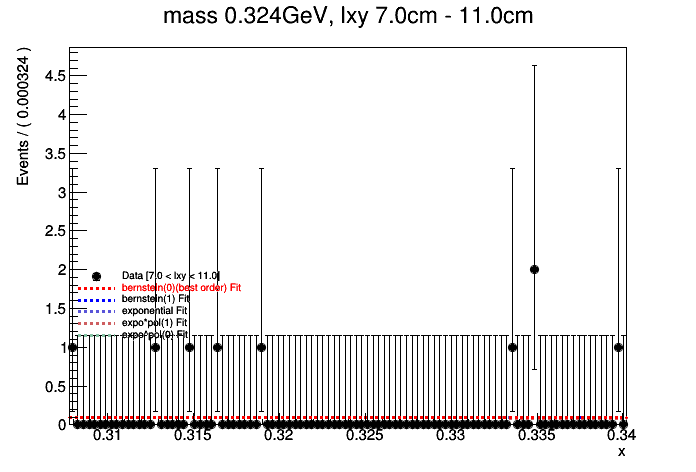 mass 0.324GeV, lxy 7.0cm - 11.0cm
Events / ( 0.000324 )
4.5
4
3.5
3
2.5
2
1.5
1
0.5
0
Data [7.0 < lxy < 11.0]
bernstein(0)(best order) Fit
bernstein(1) Fit
exponential Fit
expo*pol(1) Fit
expo*pol(0) Fit
0.31 0.315 0.32 0.325 0.33 0.335 0.34
x